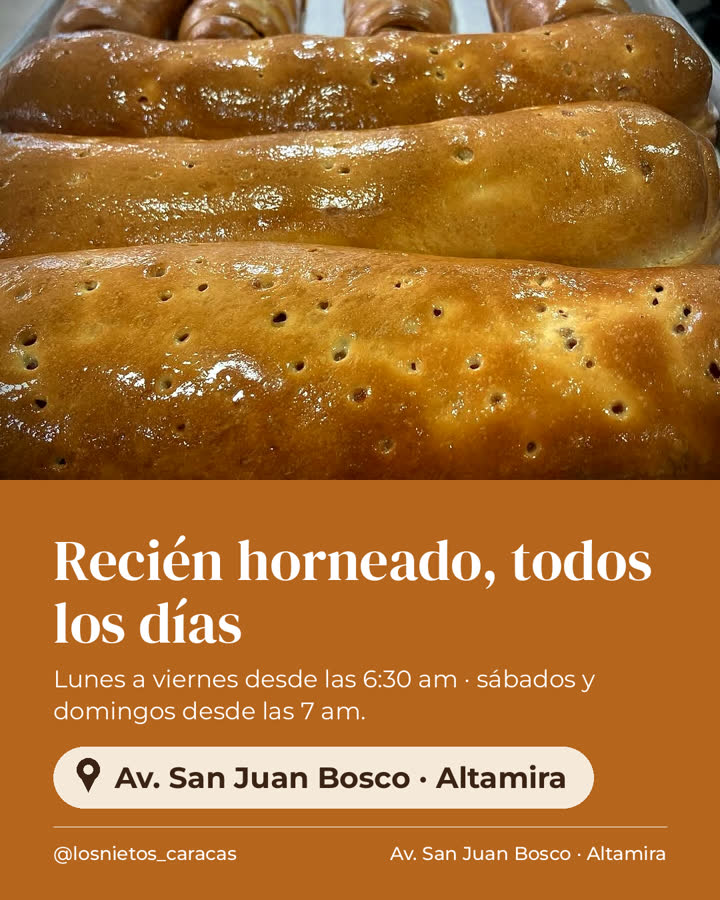 Recién horneado, todos
los días
Lunes a viernes desde las 6:30 am · sábados y
domingos desde las 7 am.
Av. San Juan Bosco · Altamira
@losnietos_caracas
Av. San Juan Bosco · Altamira